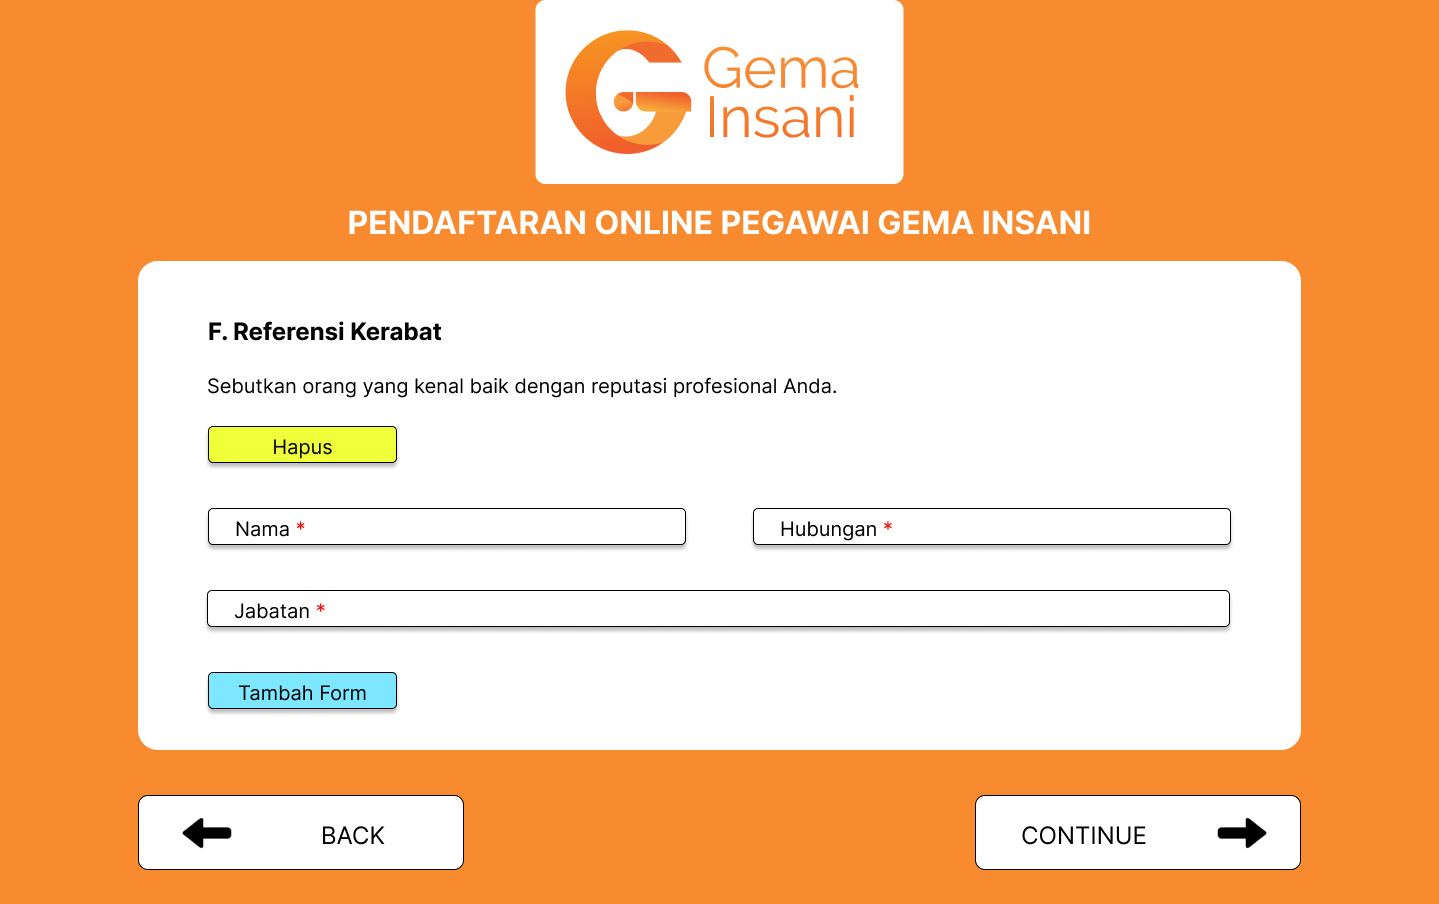 Gema
Insani
PENDAFTARAN ONLINE PEGAWAI GEMA INSANI
F. Referensi Kerabat
Sebutkan orang yang kenal baik dengan reputasi profesional Anda.
Hapus
Nama * Hubungan *
Jabatan *
Tambah Form
BACK CONTINUE